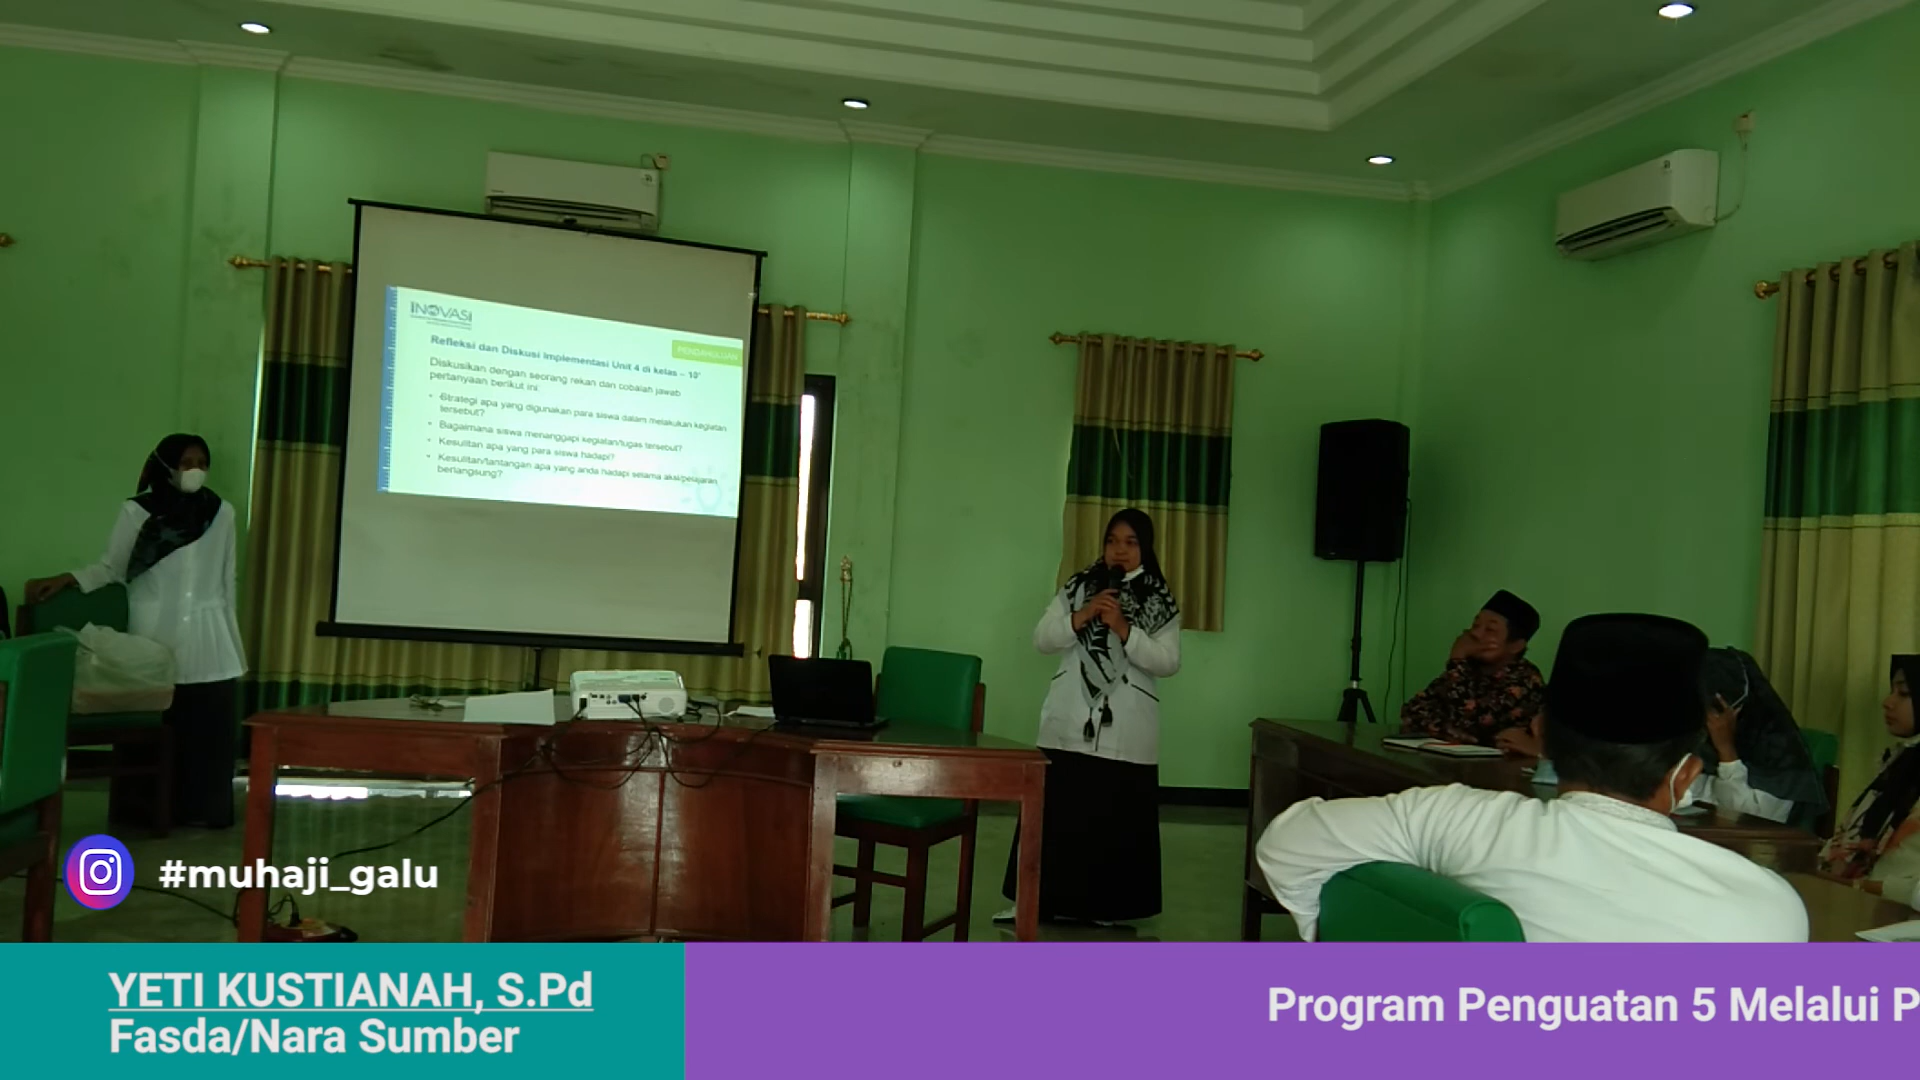 INOVASI
PENDAHULUAN
Refleksi dan Diskusi Implementasi Unit 4 di kelas – 10'
Diskusikan dengan seorang rekan dan cobalah jawab
pertanyaan berikut ini:
• Strategi apa yang digunakan para siswa dalam melakukan kegiatan
tersebut?
• Bagaimana siswa menanggapi kegiatan/tugas tersebut?
• Kesulitan apa yang para siswa hadapi?
• Kesulitan/tantangan apa yang anda hadapi selama aksi/pelajaran
berlangsung?
#muhaji_galu
YETI KUSTIANAH, S.Pd
Fasda/Nara Sumber
Program Penguatan 5 Melalui P